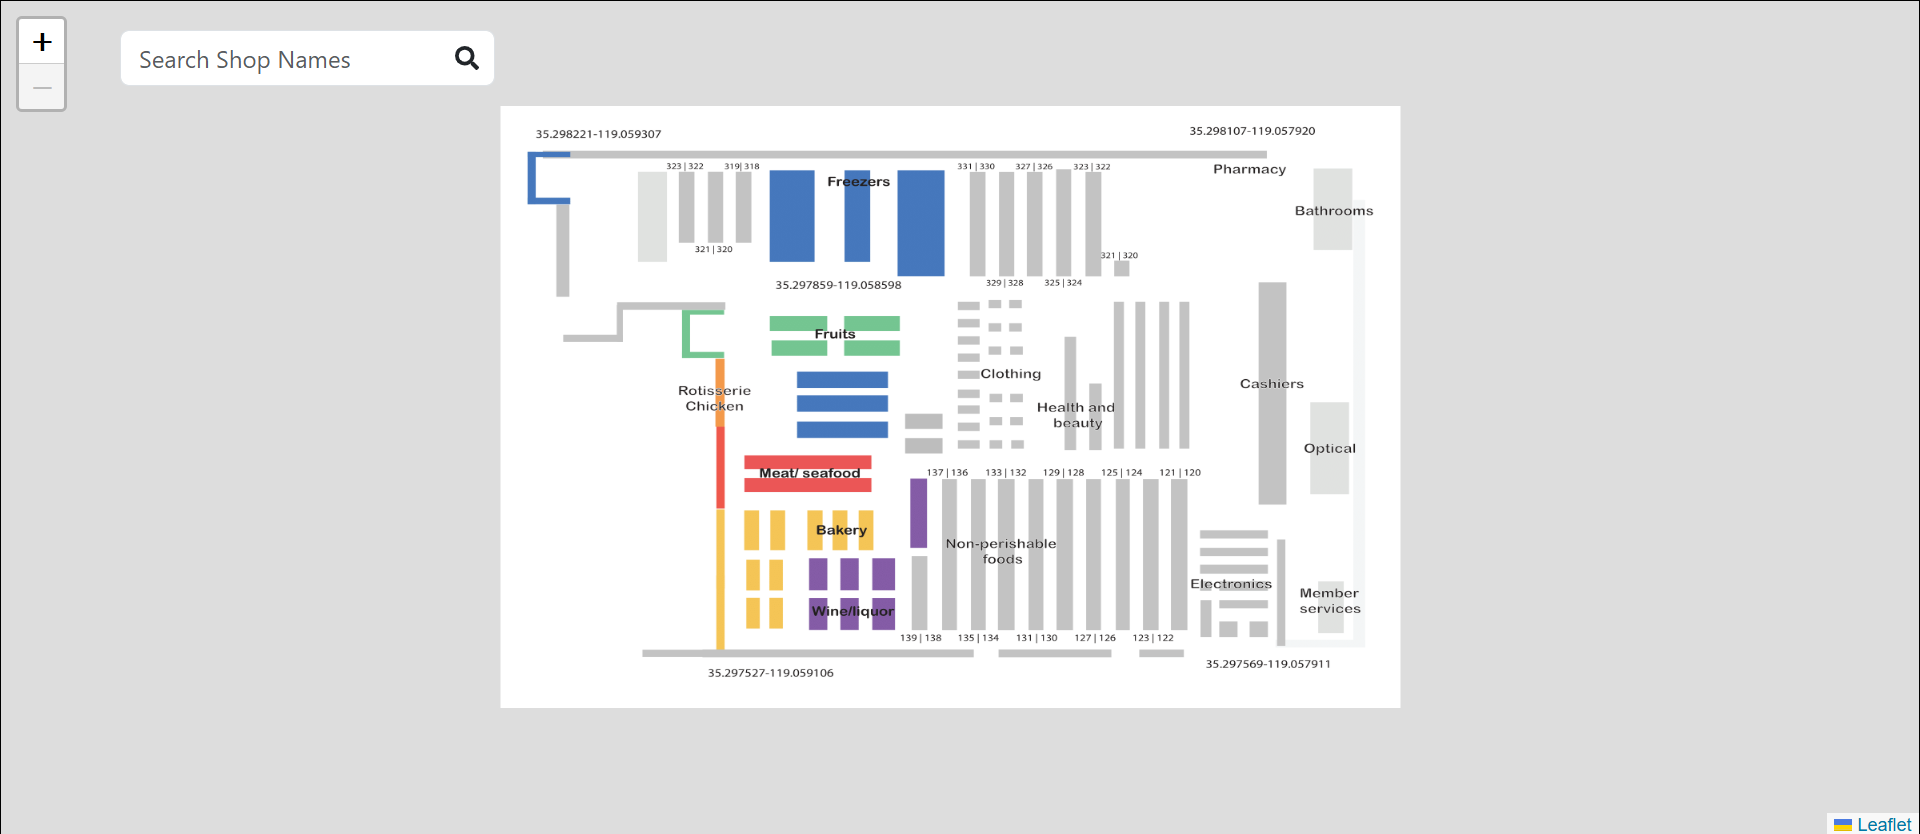 +
−
Search Shop Names
35.298221-119.059307
35.298107-119.057920
323 | 322
319 | 318
331 | 330
327 | 326
323 | 322
Pharmacy
Freezers
Bathrooms
321 | 320
321 | 320
35.297859-119.058598
329 | 328
325 | 324
Fruits
Clothing
Cashiers
Rotisserie
Chicken
Health and
beauty
Optical
Meat/ seafood
137 | 136
133 | 132
129 | 128
125 | 124
121 | 120
Bakery
Non-perishable
foods
Electronics
Member
services
Wine/liquor
139 | 138
135 | 134
131 | 130
127 | 126
123 | 122
35.297527-119.059106
35.297569-119.057911
Leaflet